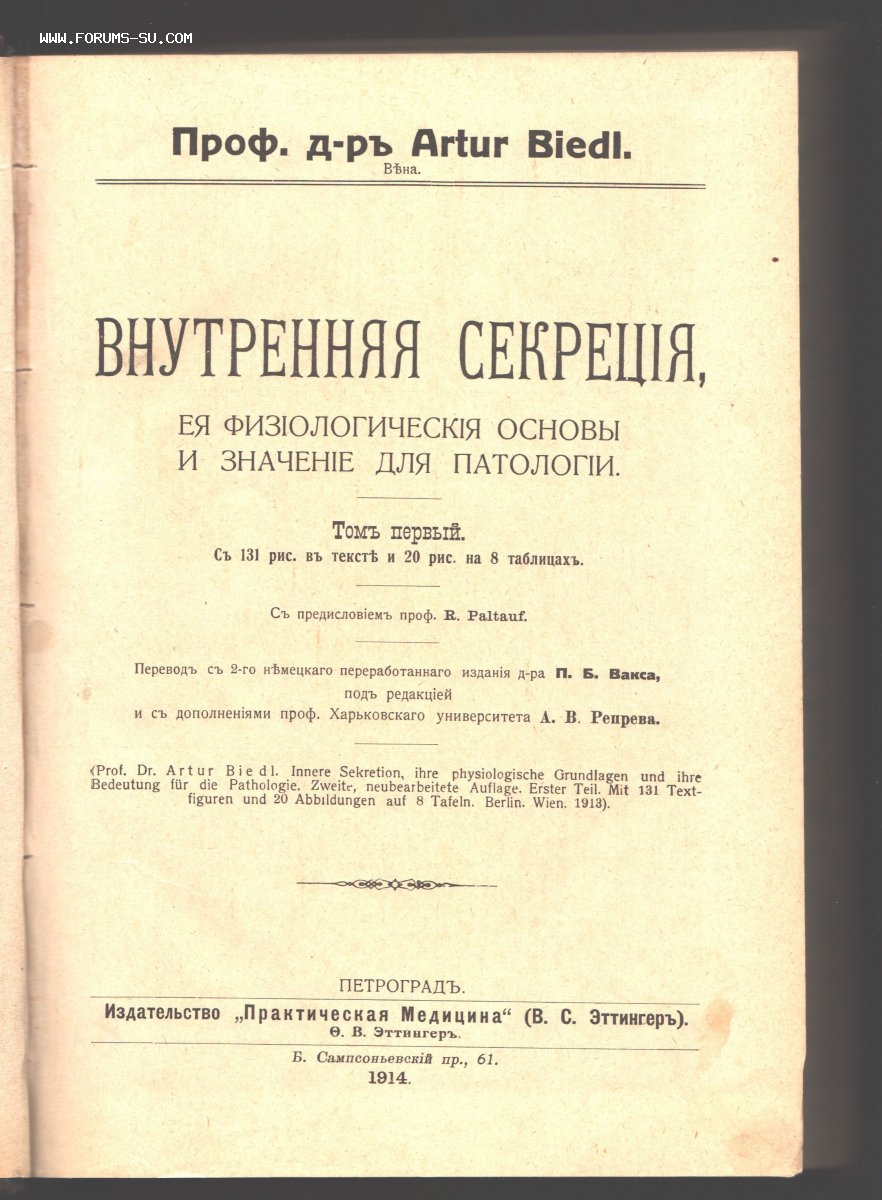 WWW.FORUMS-SU.COM
Проф. д-ръ Artur Biedl.
Вѣна.
ВНУТРЕННЯЯ СЕКРЕЦІЯ,
ЕЯ ФИЗІОЛОГИЧЕСКІЯ ОСНОВЫ
И ЗНАЧЕНІЕ ДЛЯ ПАТОЛОГІИ.
Томъ первый.
Съ 131 рис. въ текстѣ и 20 рис. на 8 таблицахъ.
Съ предисловіемъ проф. R. Paltauf.
Переводъ съ 2-го нѣмецкаго переработаннаго изданія д-ра П. Б. Вакса,
подъ редакціей
и съ дополненіями проф. Харьковскаго университета А. В. Репрева.
(Prof. Dr. Artur Biedl. Innere Sekretion, ihre physiologische Grundlagen und ihre
Bedeutung für die Pathologie. Zweite, neubearbeitete Auflage. Erster Teil. Mit 131 Text-
figuren und 20 Abbildungen auf 8 Tafeln. Berlin. Wien. 1913).
ПЕТРОГРАДЪ.
Издательство „Практическая Медицина“ (В. С. Эттингеръ).
Ѳ. В. Эттингеръ.
Б. Сампсоньевскій пр., 61.
1914.